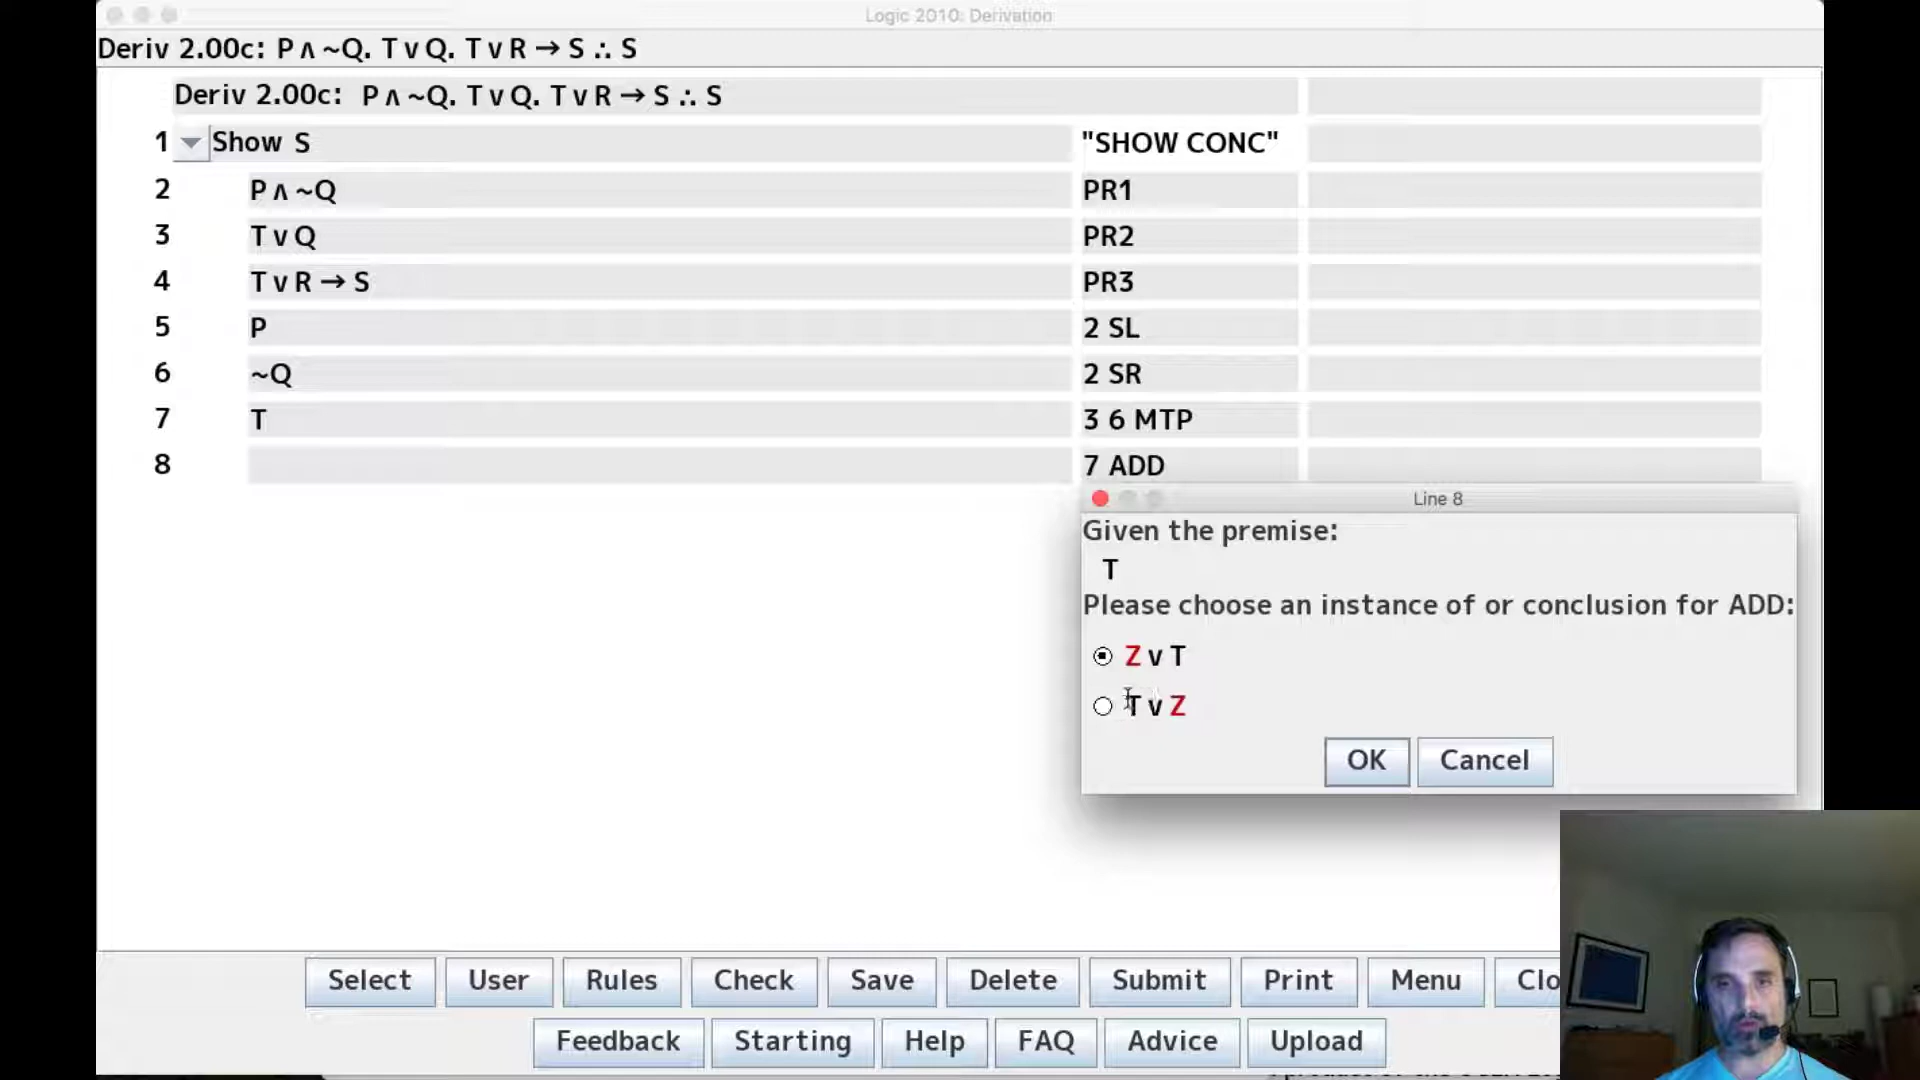 Logic 2010: Derivation
Deriv 2.00c: P ∧ ~Q. T ∨ Q. T ∨ R → S ∴ S
Deriv 2.00c: P ∧ ~Q. T ∨ Q. T ∨ R → S ∴ S
1 Show S "SHOW CONC"
2 P ∧ ~Q PR1
3 T ∨ Q PR2
4 T ∨ R → S PR3
5 P 2 SL
6 ~Q 2 SR
7 T 3 6 MTP
8 7 ADD
Line 8
Given the premise:
T
Please choose an instance of or conclusion for ADD:
Z ∨ T
T ∨ Z
OK Cancel
Select User Rules Check Save Delete Submit Print Menu Clo
Feedback Starting Help FAQ Advice Upload